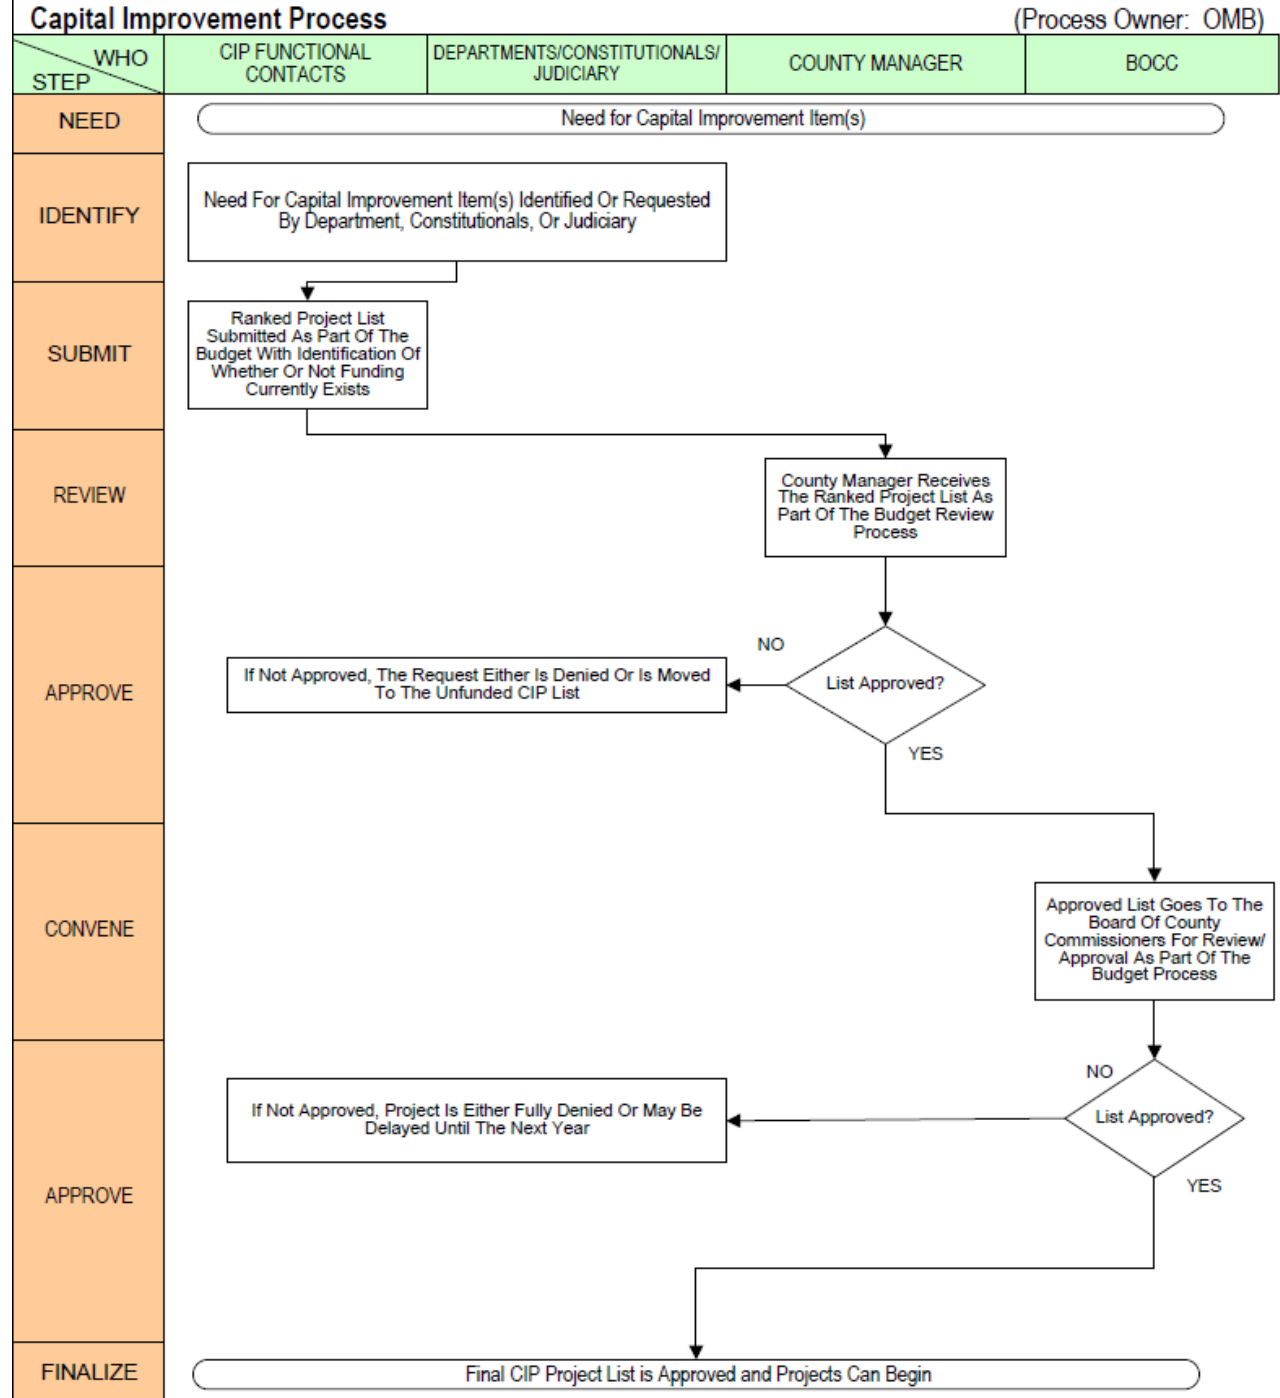 Capital Improvement Process
(Process Owner: OMB)
WHO
STEP
CIP FUNCTIONAL
CONTACTS
DEPARTMENTS/CONSTITUTIONALS/
JUDICIARY
COUNTY MANAGER
BOCC
NEED
Need for Capital Improvement Item(s)
IDENTIFY
Need For Capital Improvement Item(s) Identified Or Requested
By Department, Constitutionals, Or Judiciary
SUBMIT
Ranked Project List
Submitted As Part Of The
Budget With Identification Of
Whether Or Not Funding
Currently Exists
REVIEW
County Manager Receives
The Ranked Project List As
Part Of The Budget Review
Process
APPROVE
List Approved?
NO
If Not Approved, The Request Either Is Denied Or Is Moved
To The Unfunded CIP List
YES
CONVENE
Approved List Goes To The
Board Of County
Commissioners For Review/
Approval As Part Of The
Budget Process
APPROVE
List Approved?
NO
If Not Approved, Project Is Either Fully Denied Or May Be
Delayed Until The Next Year
YES
FINALIZE
Final CIP Project List is Approved and Projects Can Begin